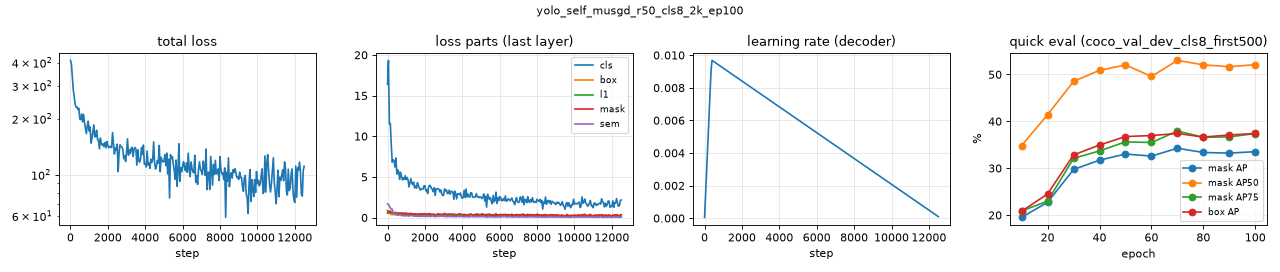 yolo_self_musgd_r50_cls8_2k_ep100
total loss
4 × 10²
3 × 10²
2 × 10²
10²
6 × 10¹
0 2000 4000 6000 8000 10000 12000
step
loss parts (last layer)
20
15
10
5
0
cls
box
l1
mask
sem
0 2000 4000 6000 8000 10000 12000
step
learning rate (decoder)
0.010
0.008
0.006
0.004
0.002
0.000
0 2000 4000 6000 8000 10000 12000
step
quick eval (coco_val_dev_cls8_first500)
%
50
40
30
20
mask AP
mask AP50
mask AP75
box AP
20 40 60 80 100
epoch